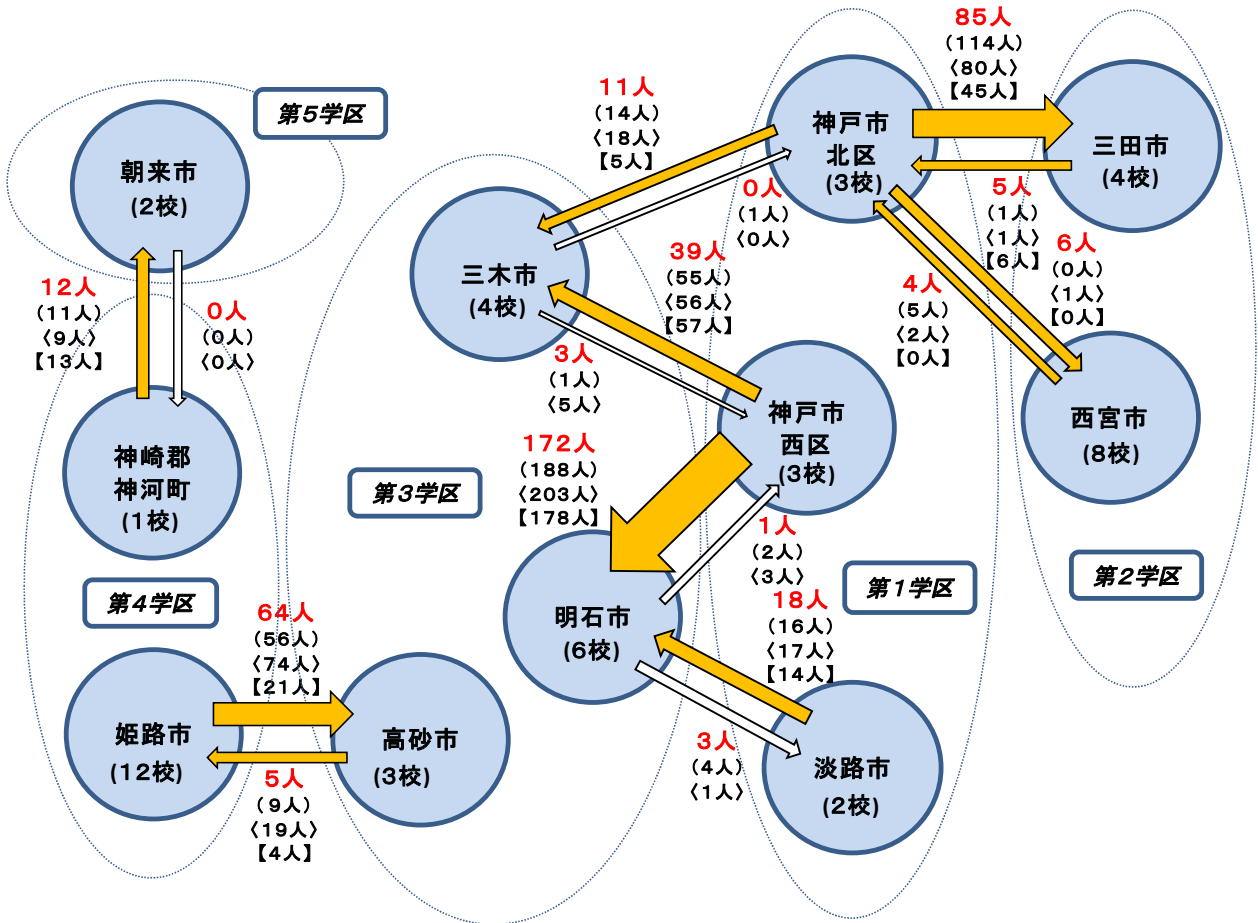 第5学区
朝来市
(2校)
12人
(11人)
〈9人〉
【13人】
0人
(0人)
〈0人〉
神崎郡
神河町
(1校)
第4学区
64人
(56人)
〈74人〉
【21人】
姫路市
(12校)
5人
(9人)
〈19人〉
【4人】
高砂市
(3校)
11人
(14人)
〈18人〉
【5人】
0人
(1人)
〈0人〉
三木市
(4校)
39人
(55人)
〈56人〉
【57人】
3人
(1人)
〈5人〉
第3学区
172人
(188人)
〈203人〉
【178人】
1人
(2人)
〈3人〉
明石市
(6校)
18人
(16人)
〈17人〉
【14人】
3人
(4人)
〈1人〉
神戸市
北区
(3校)
神戸市
西区
(3校)
第1学区
淡路市
(2校)
85人
(114人)
〈80人〉
【45人】
5人
(1人)
〈1人〉
【6人】
6人
(0人)
〈1人〉
【0人】
4人
(5人)
〈2人〉
【0人】
三田市
(4校)
西宮市
(8校)
第2学区